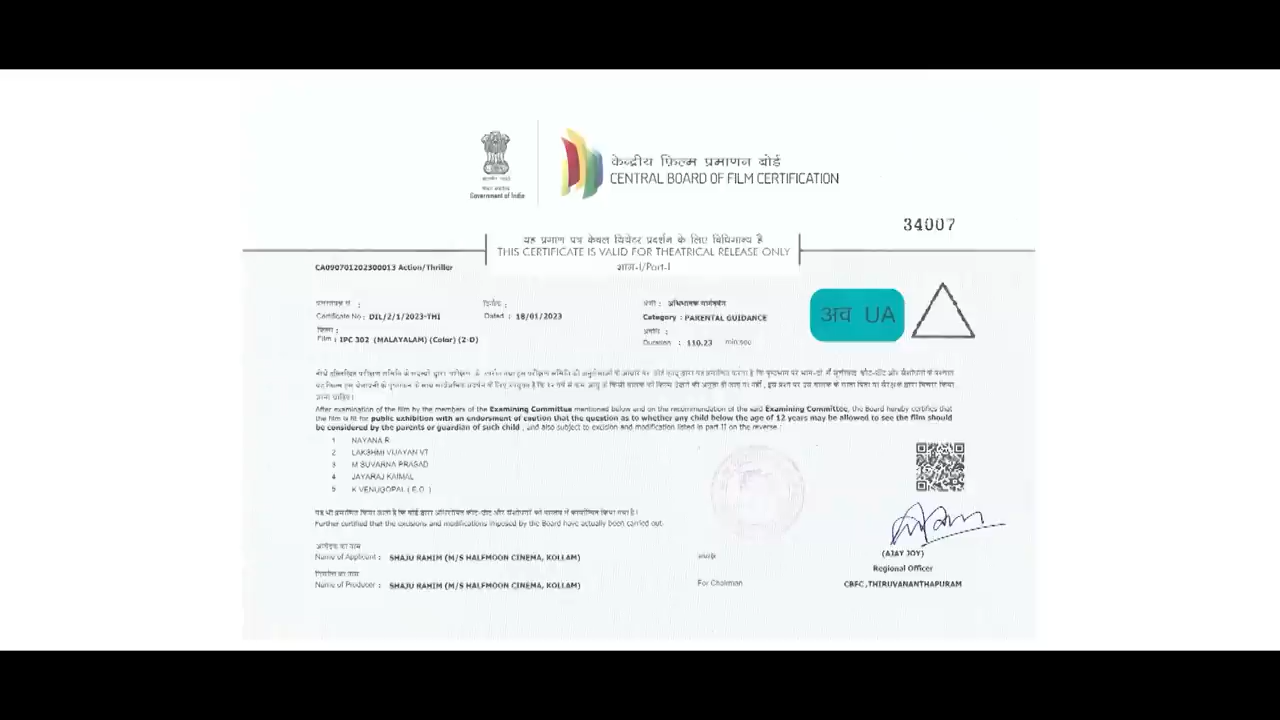 केन्द्रीय फ़िल्म प्रमाणन बोर्ड
CENTRAL BOARD OF FILM CERTIFICATION
Government of India
34007
यह प्रमाण पत्र केवल थियेटर प्रदर्शन के लिए विधिमान्य है
THIS CERTIFICATE IS VALID FOR THEATRICAL RELEASE ONLY
भाग-I/Part-I
CA090701202300013 Action/Thriller
अव UA
Certificate No : DIL/2/1/2023-THI
Dated : 18/01/2023
Category : PARENTAL GUIDANCE
Film : IPC 302 (MALAYALAM) (Color) (2-D)
Duration : 110.23 min:sec
After examination of the film by the members of the Examining Committee mentioned below and on the recommendation of the said Examining Committee, the Board hereby certifies that
the film is fit for public exhibition with an endorsment of caution that the question as to whether any child below the age of 12 years may be allowed to see the film should
be considered by the parents or guardian of such child , and also subject to excision and modification listed in part II on the reverse :
1 NAYANA R
2 LAKSHMI VIJAYAN VT
3 M SUVARNA PRASAD
4 JAYARAJ KAIMAL
5 K VENUGOPAL ( E.O. )
Further certified that the excisions and modifications imposed by the Board have actually been carried out.
आवेदक का नाम
Name of Applicant : SHAJU RAHIM (M/S HALFMOON CINEMA, KOLLAM)
Name of Producer : SHAJU RAHIM (M/S HALFMOON CINEMA, KOLLAM)
For Chairman
(AJAY JOY)
Regional Officer
CBFC ,THIRUVANANTHAPURAM